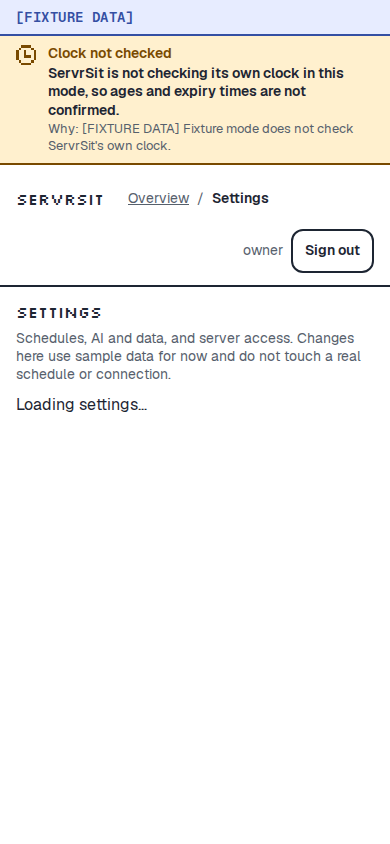 [FIXTURE DATA]
Clock not checked
ServrSit is not checking its own clock in this
mode, so ages and expiry times are not
confirmed.
Why: [FIXTURE DATA] Fixture mode does not check
ServrSit's own clock.
SERVRSIT Overview / Settings
owner Sign out
SETTINGS
Schedules, AI and data, and server access. Changes
here use sample data for now and do not touch a real
schedule or connection.
Loading settings…